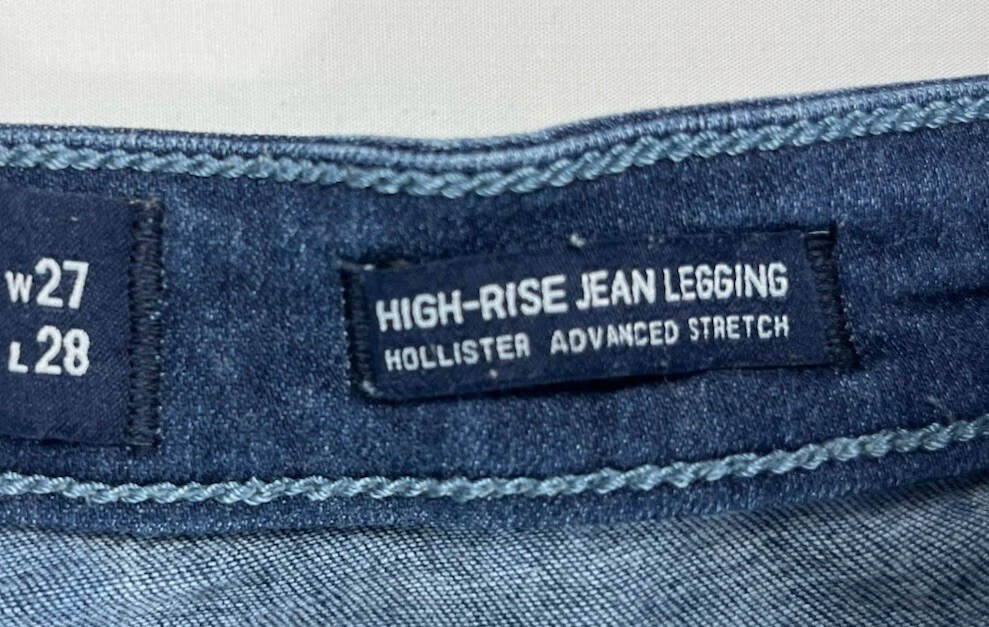 W27
L28
HIGH-RISE JEAN LEGGING
HOLLISTER ADVANCED STRETCH